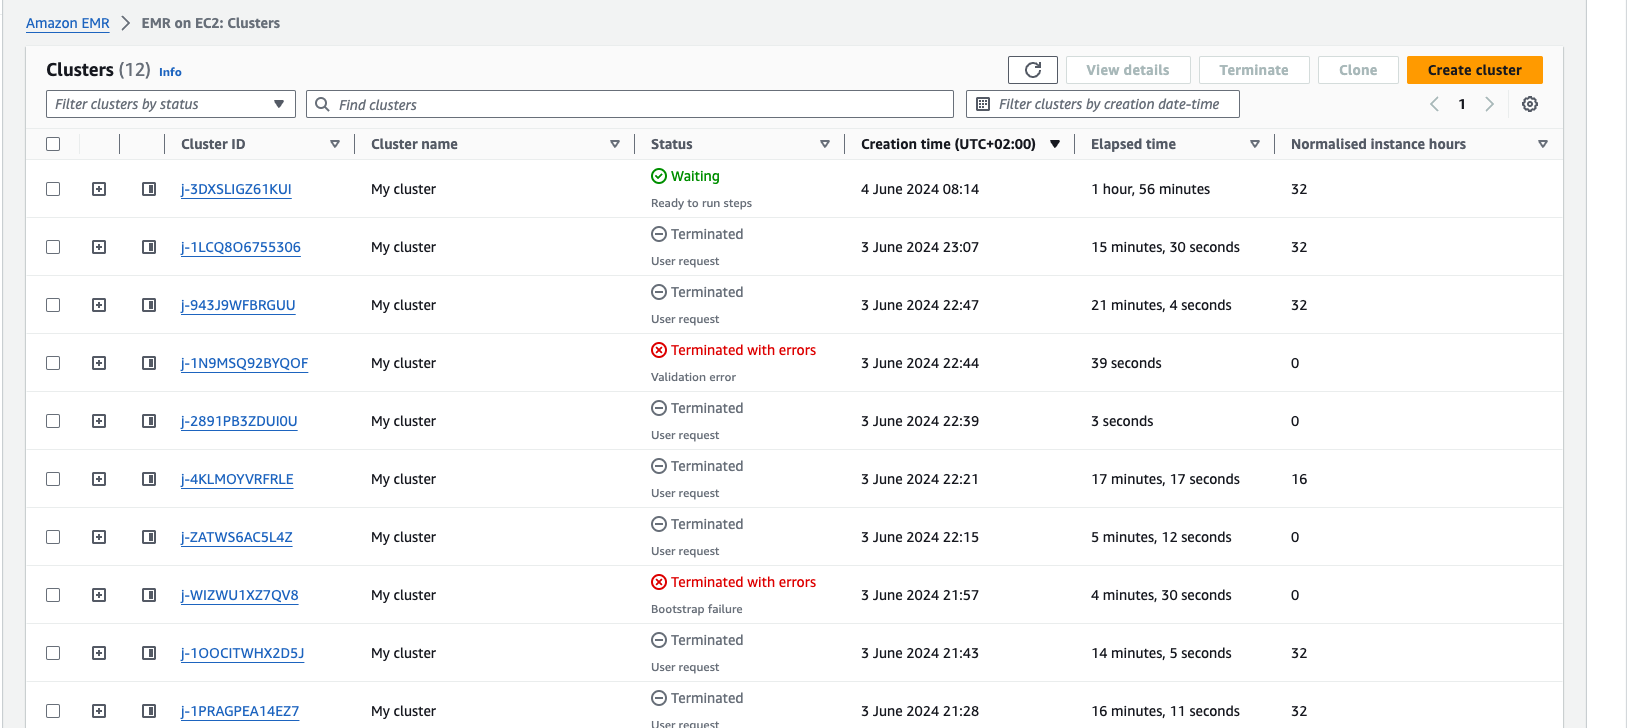 Amazon EMR > EMR on EC2: Clusters
Clusters (12) Info View details Terminate Clone Create cluster
Filter clusters by status Find clusters Filter clusters by creation date-time 1
Cluster ID Cluster name Status Creation time (UTC+02:00) Elapsed time Normalised instance hours
j-3DXSLIGZ61KUI My cluster Waiting 4 June 2024 08:14 1 hour, 56 minutes 32
Ready to run steps
j-1LCQ8O6755306 My cluster Terminated 3 June 2024 23:07 15 minutes, 30 seconds 32
User request
j-943J9WFBRGUU My cluster Terminated 3 June 2024 22:47 21 minutes, 4 seconds 32
User request
j-1N9MSQ92BYQOF My cluster Terminated with errors 3 June 2024 22:44 39 seconds 0
Validation error
j-2891PB3ZDUI0U My cluster Terminated 3 June 2024 22:39 3 seconds 0
User request
j-4KLMOYVRFRLE My cluster Terminated 3 June 2024 22:21 17 minutes, 17 seconds 16
User request
j-ZATWS6AC5L4Z My cluster Terminated 3 June 2024 22:15 5 minutes, 12 seconds 0
User request
j-WIZWU1XZ7QV8 My cluster Terminated with errors 3 June 2024 21:57 4 minutes, 30 seconds 0
Bootstrap failure
j-1OOCITWHX2D5J My cluster Terminated 3 June 2024 21:43 14 minutes, 5 seconds 32
User request
j-1PRAGPEA14EZ7 My cluster Terminated 3 June 2024 21:28 16 minutes, 11 seconds 32
User request